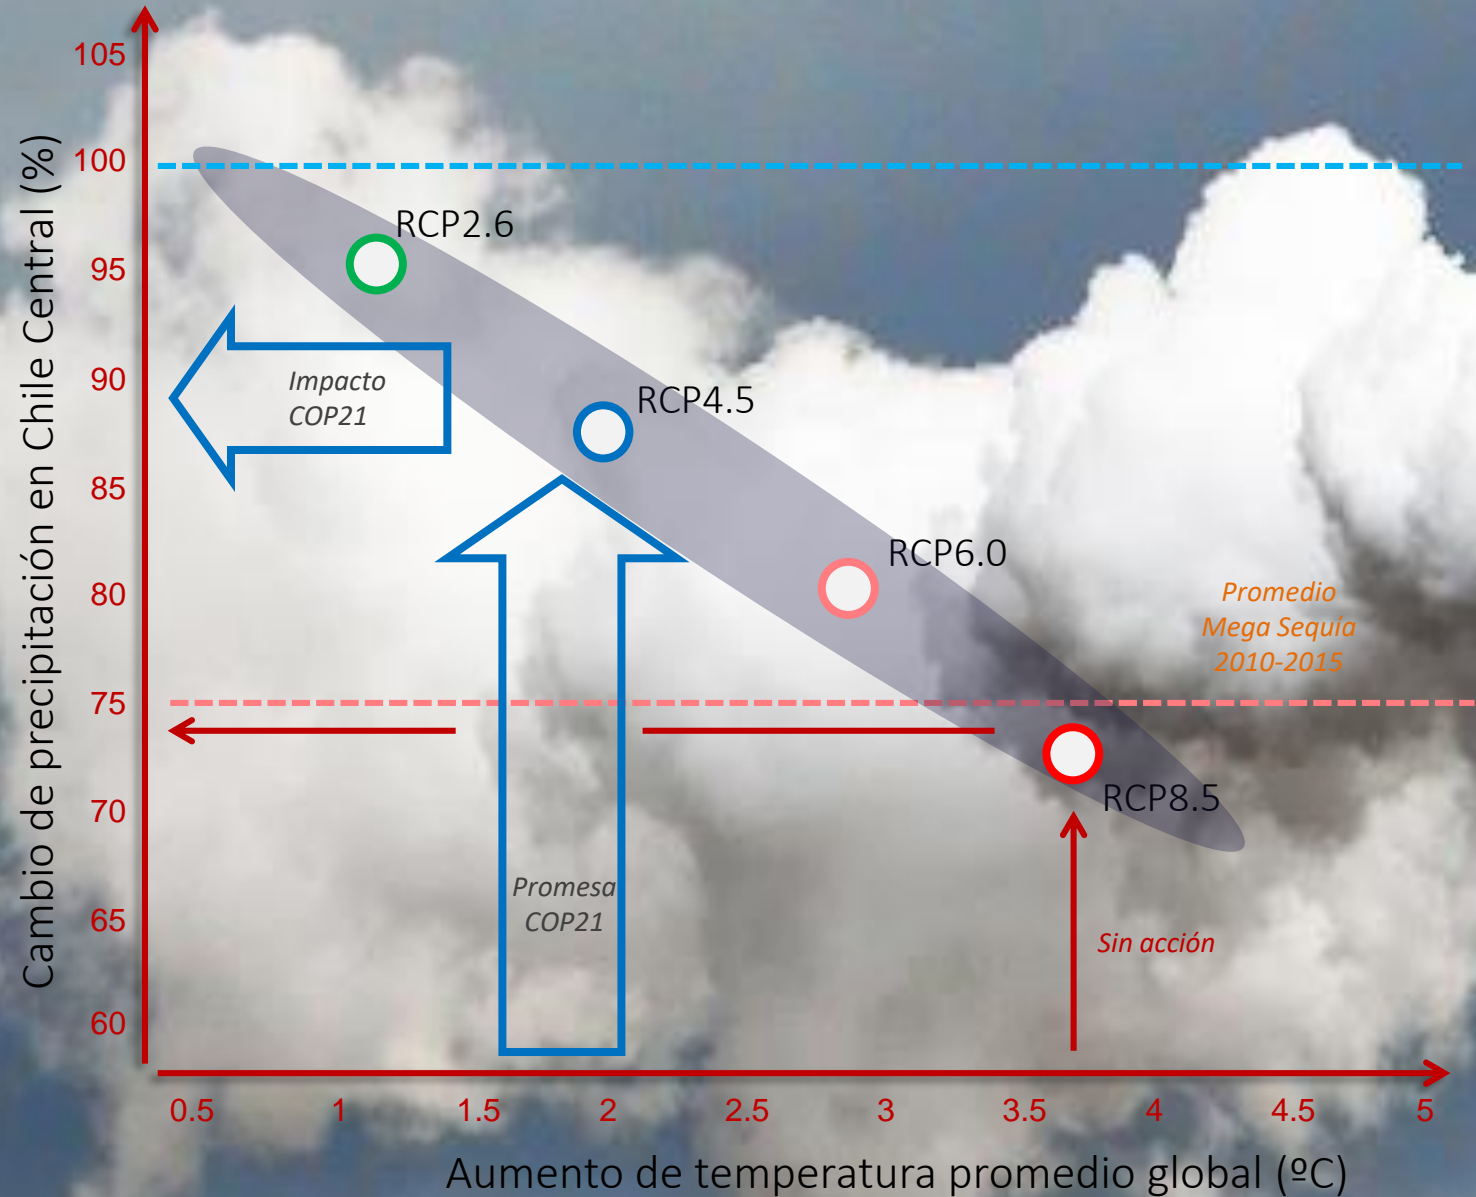 Cambio de precipitación en Chile Central (%)
105
100
95
90
85
80
75
70
65
60
RCP2.6
Impacto
COP21
RCP4.5
RCP6.0
Promedio
Mega Sequía
2010-2015
RCP8.5
Promesa
COP21
Sin acción
0.5 1 1.5 2 2.5 3 3.5 4 4.5 5
Aumento de temperatura promedio global (ºC)